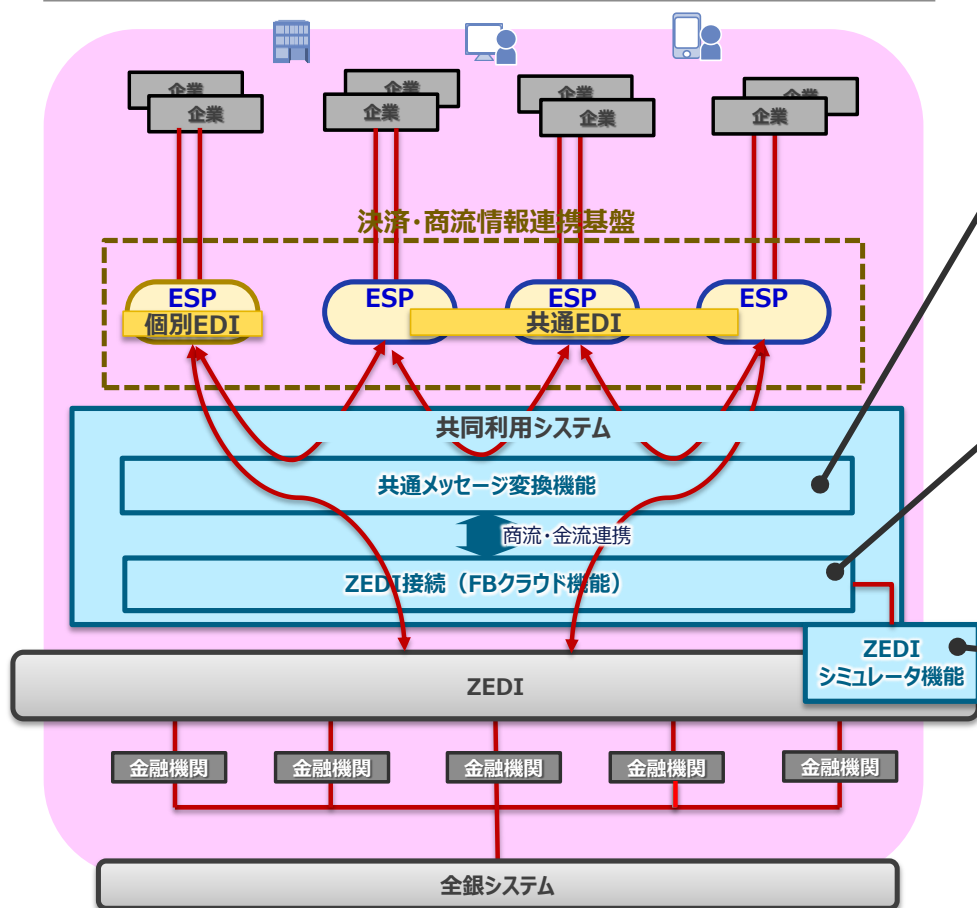 企業
企業
企業
企業
企業
企業
企業
企業
決済・商流情報連携基盤
ESP
個別EDI
ESP
ESP
ESP
共通EDI
共同利用システム
共通メッセージ変換機能
商流・金流連携
ZEDI接続（FBクラウド機能）
ZEDI
シミュレータ機能
ZEDI
金融機関
金融機関
金融機関
金融機関
金融機関
全銀システム